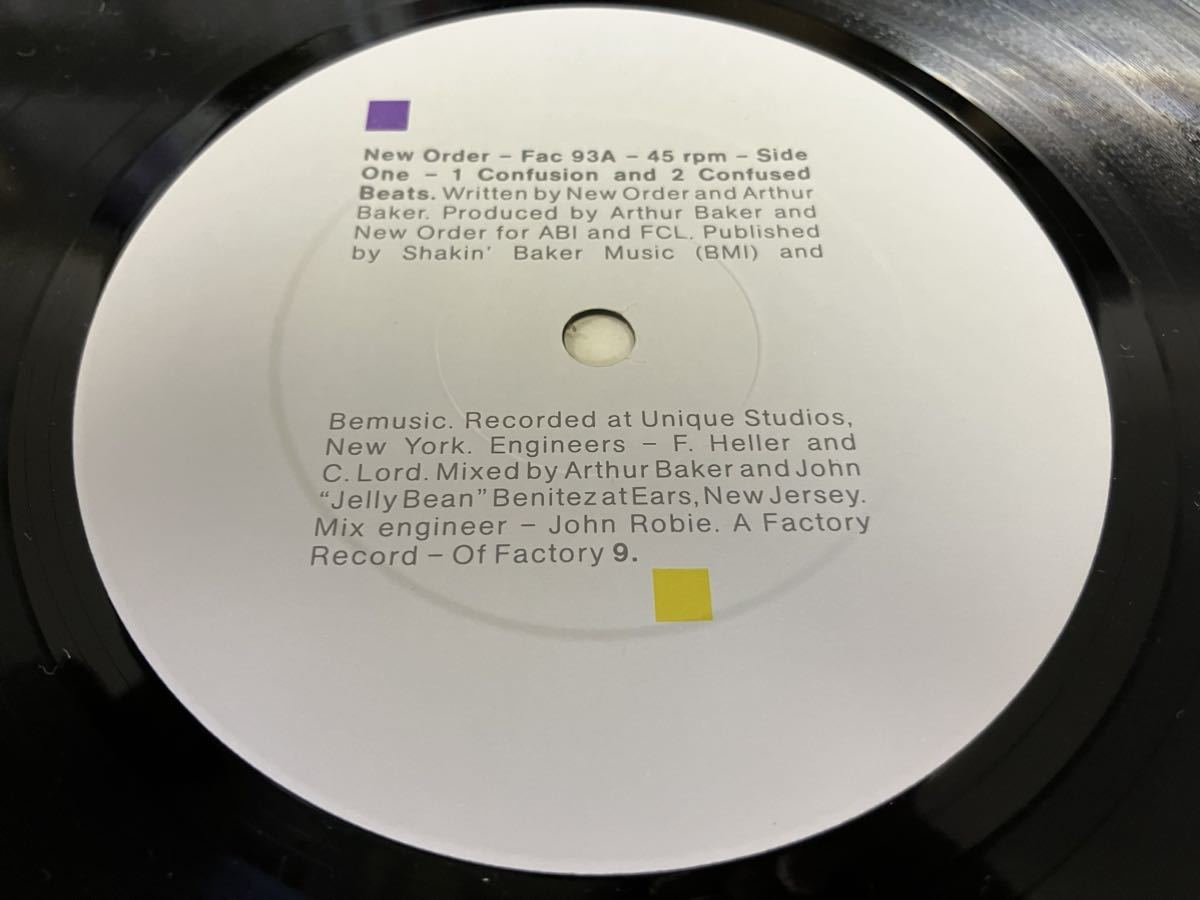 New Order – Fac 93A – 45 rpm – Side
One – 1 Confusion and 2 Confused
Beats. Written by New Order and Arthur
Baker. Produced by Arthur Baker and
New Order for ABI and FCL. Published
by Shakin' Baker Music (BMI) and
Bemusic. Recorded at Unique Studios,
New York. Engineers – F. Heller and
C. Lord. Mixed by Arthur Baker and John
“Jelly Bean” Benitez at Ears, New Jersey.
Mix engineer – John Robie. A Factory
Record – Of Factory 9.